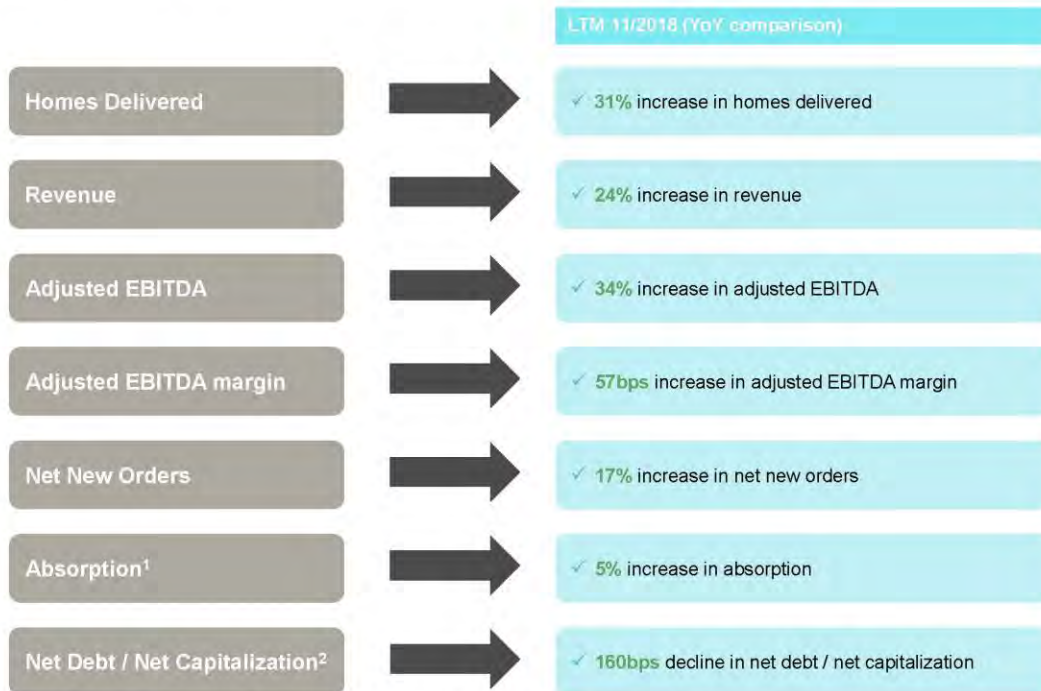 LTM 11/2018 (YoY comparison)
Homes Delivered
✓ 31% increase in homes delivered
Revenue
✓ 24% increase in revenue
Adjusted EBITDA
✓ 34% increase in adjusted EBITDA
Adjusted EBITDA margin
✓ 57bps increase in adjusted EBITDA margin
Net New Orders
✓ 17% increase in net new orders
Absorption¹
✓ 5% increase in absorption
Net Debt / Net Capitalization²
✓ 160bps decline in net debt / net capitalization